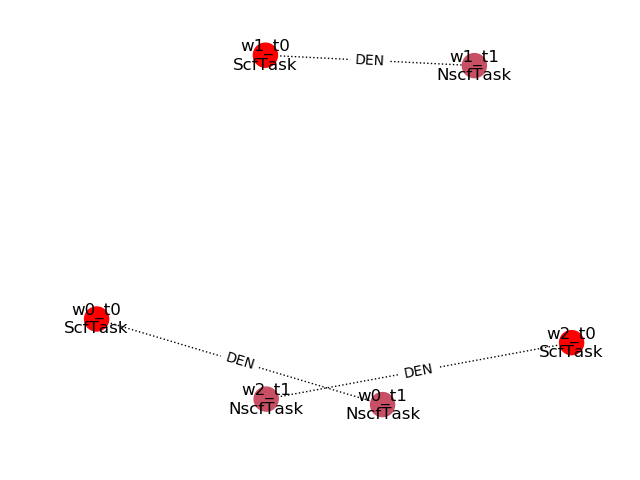 w1_t0
ScfTask
DEN
w1_t1
NscfTask
w0_t0
ScfTask
w2_t0
ScfTask
DEN
DEN
w2_t1
NscfTask
w0_t1
NscfTask